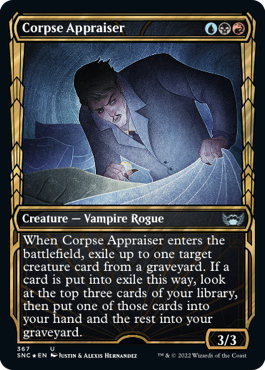 Corpse Appraiser
Creature — Vampire Rogue
When Corpse Appraiser enters the
battlefield, exile up to one target
creature card from a graveyard. If a
card is put into exile this way, look
at the top three cards of your library,
then put one of those cards into
your hand and the rest into your
graveyard.
3/3
367 U
SNC ★ EN Justin & Alexis Hernandez
™ & © 2022 Wizards of the Coast